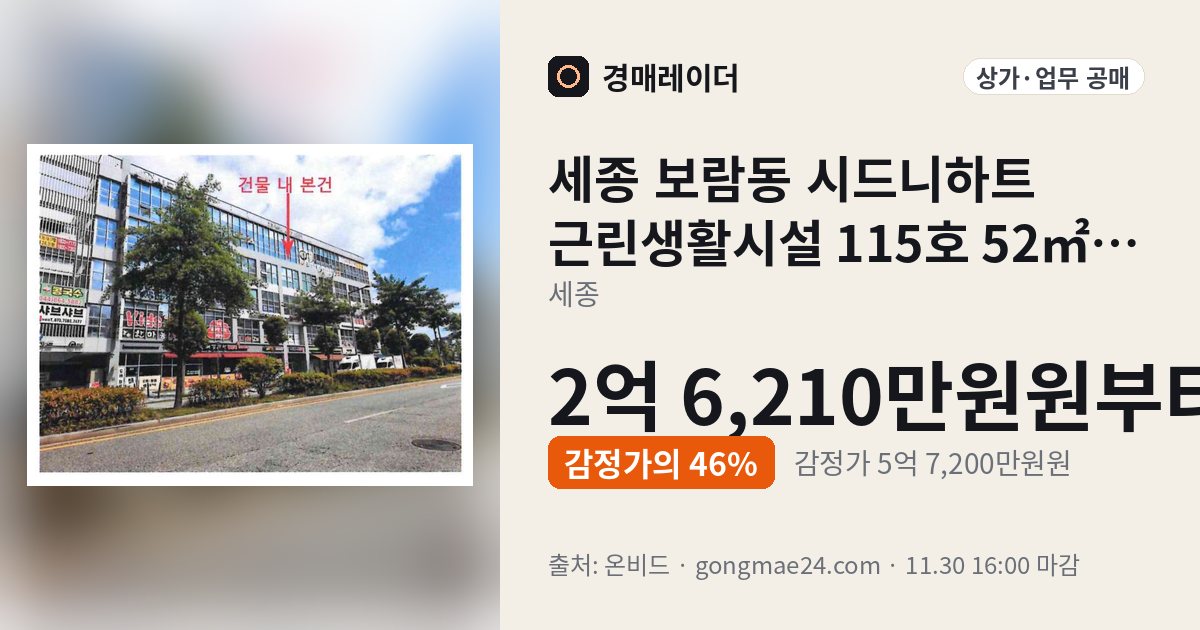 건물 내 본건
샤브샤브
경매레이더
상가·업무 공매
세종 보람동 시드니하트
근린생활시설 115호 52㎡…
세종
2억 6,210만원원부터
감정가의 46%
감정가 5억 7,200만원원
출처: 온비드 · gongmae24.com · 11.30 16:00 마감